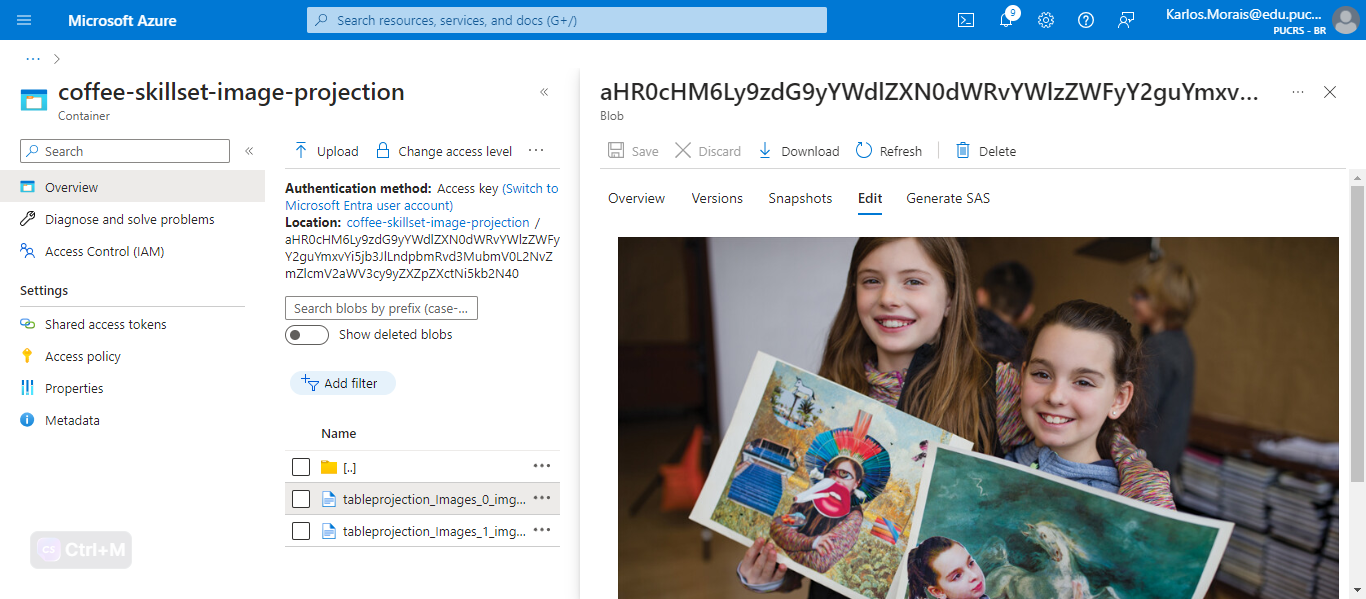 Microsoft Azure
Search resources, services, and docs (G+/)
9
Karlos.Morais@edu.puc...
PUCRS - BR
...
coffee-skillset-image-projection
Container
Search
Overview
Diagnose and solve problems
Access Control (IAM)
Settings
Shared access tokens
Access policy
Properties
Metadata
Upload
Change access level
Authentication method: Access key (Switch to
Microsoft Entra user account)
Location: coffee-skillset-image-projection /
aHR0cHM6Ly9zdG9yYWdlZXN0dWRvYWlzZWFy
Y2guYmxvYi5jb3JlLndpbmRvd3MubmV0L2NvZ
mZlcmV2aWV3cy9yZXZpZXctNi5kb2N40
Search blobs by prefix (case-...
Show deleted blobs
Add filter
Name
[..]
tableprojection_Images_0_img...
tableprojection_Images_1_img...
aHR0cHM6Ly9zdG9yYWdlZXN0dWRvYWlzZWFyY2guYmxv...
Blob
Save
Discard
Download
Refresh
Delete
Overview
Versions
Snapshots
Edit
Generate SAS
CS Ctrl+M